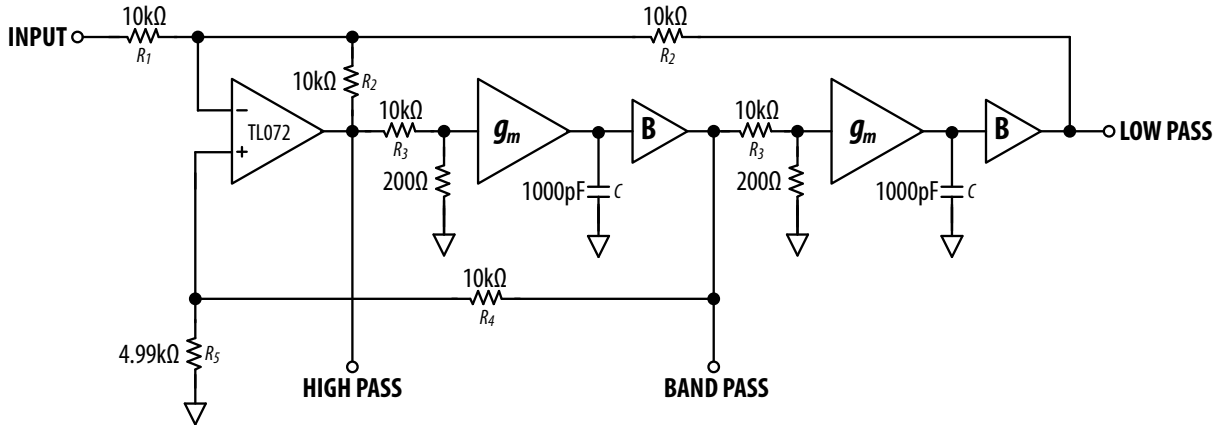 10kΩ
INPUT
R1
10kΩ
R2
10kΩ
R2
TL072
−
+
10kΩ
R3
200Ω
gm
1000pF
C
B
10kΩ
R3
200Ω
gm
1000pF
C
B
LOW PASS
10kΩ
R4
4.99kΩ
R5
HIGH PASS
BAND PASS